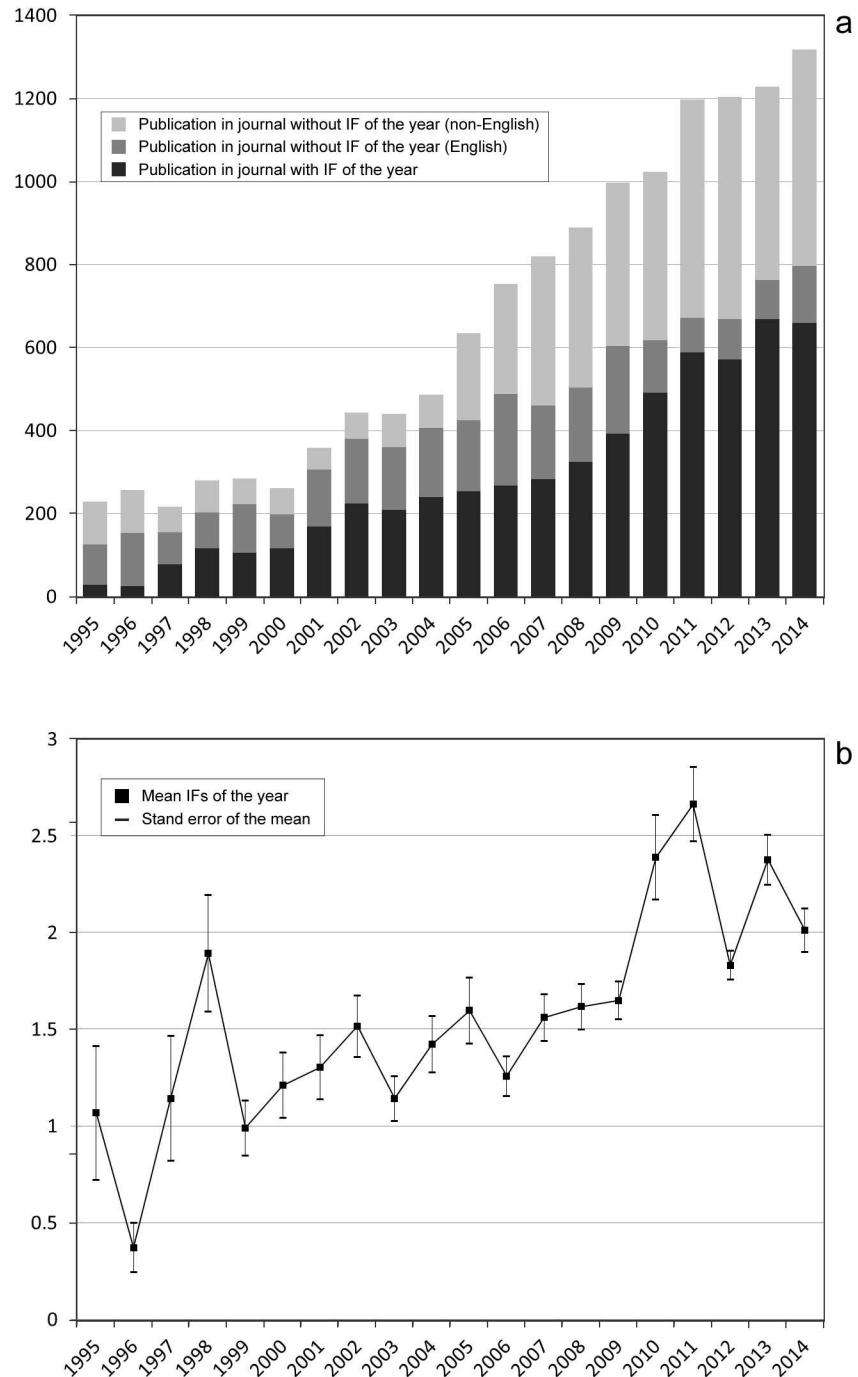 a
1400
1200
1000
800
600
400
200
0
Publication in journal without IF of the year (non-English)
Publication in journal without IF of the year (English)
Publication in journal with IF of the year
1995 1996 1997 1998 1999 2000 2001 2002 2003 2004 2005 2006 2007 2008 2009 2010 2011 2012 2013 2014
b
3
2.5
2
1.5
1
0.5
0
Mean IFs of the year
Stand error of the mean
1995 1996 1997 1998 1999 2000 2001 2002 2003 2004 2005 2006 2007 2008 2009 2010 2011 2012 2013 2014